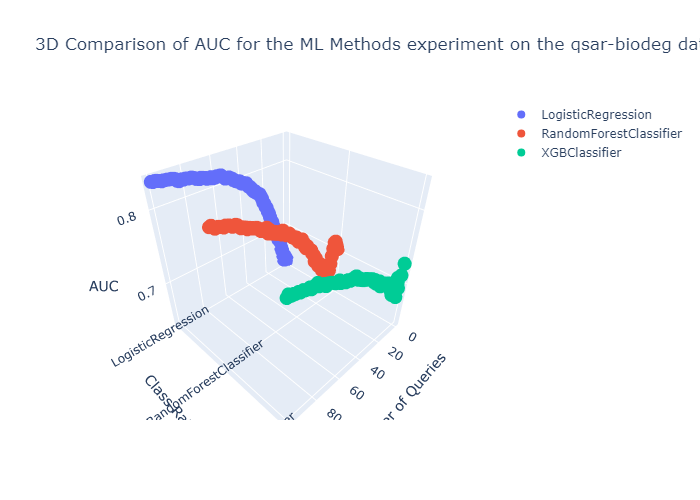 3D Comparison of AUC for the ML Methods experiment on the qsar-biodeg
LogisticRegression
RandomForestClassifier
XGBClassifier
0.8
0.7
AUC
LogisticRegression
RandomForestClassifier
0
20
40
60
80
of Queries